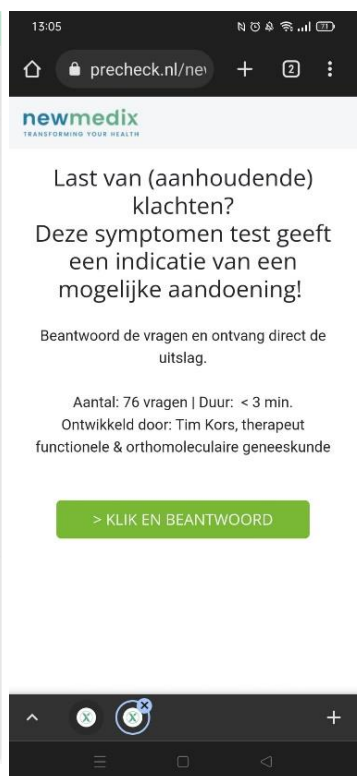 13:05
71
precheck.nl/nev
2
newmedix
TRANSFORMING YOUR HEALTH
Last van (aanhoudende)
klachten?
Deze symptomen test geeft
een indicatie van een
mogelijke aandoening!
Beantwoord de vragen en ontvang direct de
uitslag.
Aantal: 76 vragen | Duur: < 3 min.
Ontwikkeld door: Tim Kors, therapeut
functionele & orthomoleculaire geneeskunde
> KLIK EN BEANTWOORD